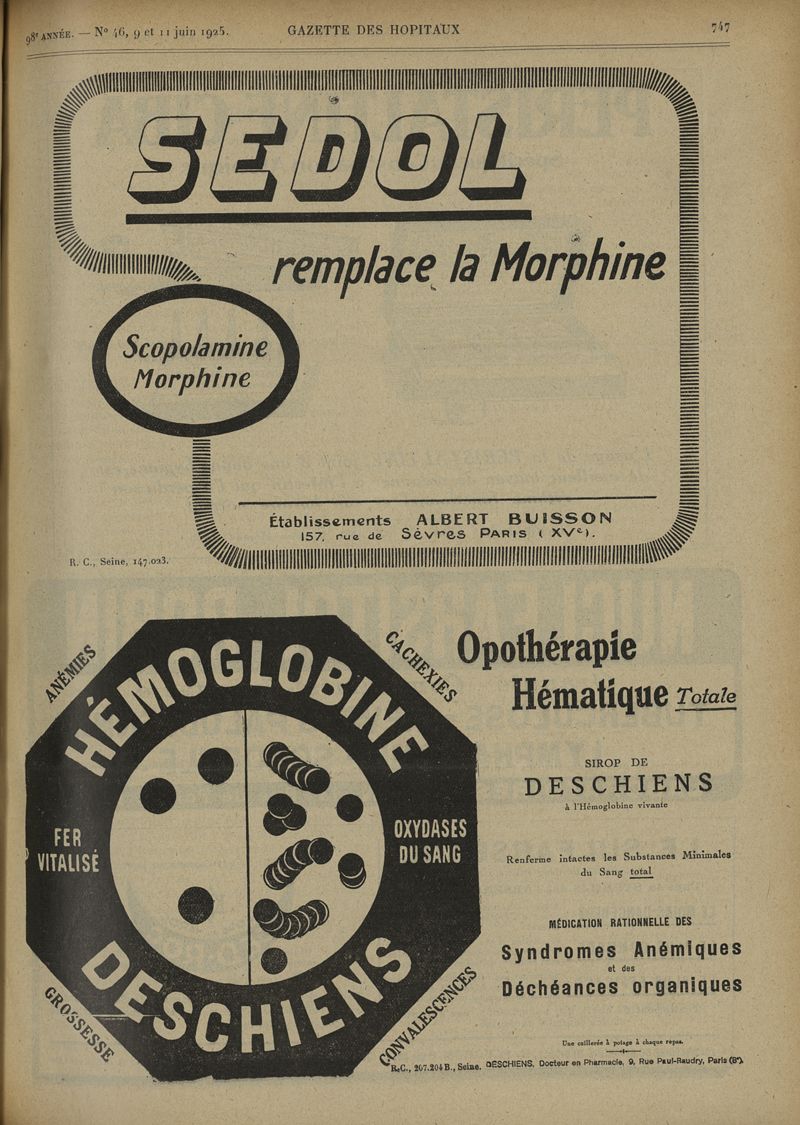 98e ANNÉE. — No 46, 9 et 11 juin 1925.
GAZETTE DES HOPITAUX
747
SEDOL
remplace la Morphine
Scopolamine
Morphine
Établissements ALBERT BUISSON
157, rue de Sèvres PARIS (XVe).
R. C., Seine, 147.023.
ANÉMIES
CACHEXIES
HÉMOGLOBINE
FER
VITALISÉ
OXYDASES
DU SANG
DESCHIENS
GROSSESSE
CONVALESCENCES
Opothérapie
Hématique Totale
SIROP DE
DESCHIENS
à l'Hémoglobine vivante
Renferme intactes les Substances Minimales
du Sang total
MÉDICATION RATIONNELLE DES
Syndromes Anémiques
et des
Déchéances organiques
Une cuillerée à potage à chaque repas.
R.C., 207.204 B., Seine. DESCHIENS, Docteur en Pharmacie, 9, Rue Paul-Baudry, Paris (8e).